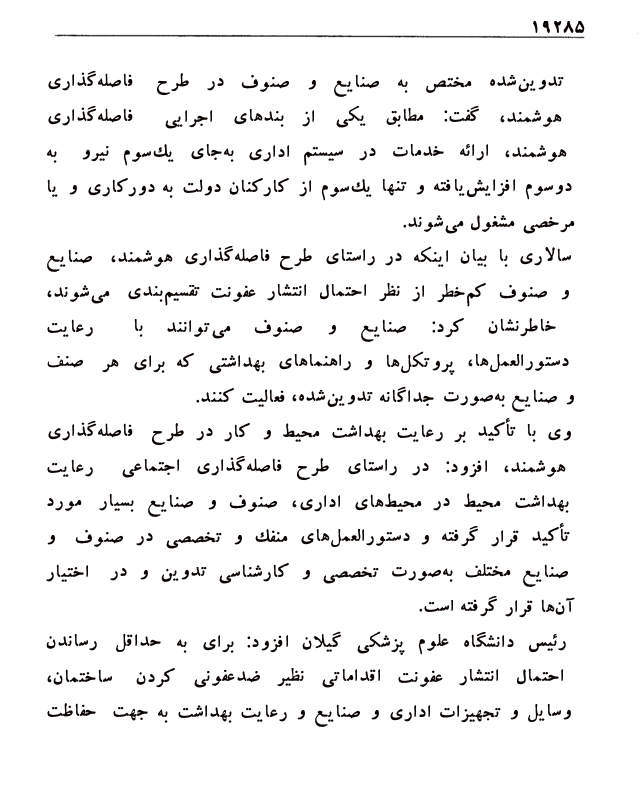 ۱۹۲۸۵
تدوین‌شده مختص به صنایع و صنوف در طرح فاصله‌گذاری
هوشمند، گفت: مطابق یکی از بندهای اجرایی فاصله‌گذاری
هوشمند، ارائه خدمات در سیستم اداری به‌جای یك‌سوم نیرو به
دوسوم افزایش‌یافته و تنها یك‌سوم از کارکنان دولت به دورکاری و یا
مرخصی مشغول می‌شوند.
سالاری با بیان اینکه در راستای طرح فاصله‌گذاری هوشمند، صنایع
و صنوف کم‌خطر از نظر احتمال انتشار عفونت تقسیم‌بندی می‌شوند،
خاطرنشان کرد: صنایع و صنوف می‌توانند با رعایت
دستورالعمل‌ها، پروتکل‌ها و راهنماهای بهداشتی که برای هر صنف
و صنایع به‌صورت جداگانه تدوین‌شده، فعالیت کنند.
وی با تأکید بر رعایت بهداشت محیط و کار در طرح فاصله‌گذاری
هوشمند، افزود: در راستای طرح فاصله‌گذاری اجتماعی رعایت
بهداشت محیط در محیط‌های اداری، صنوف و صنایع بسیار مورد
تأکید قرار گرفته و دستورالعمل‌های منفك و تخصصی در صنوف و
صنایع مختلف به‌صورت تخصصی و کارشناسی تدوین و در اختیار
آن‌ها قرار گرفته است.
رئیس دانشگاه علوم پزشکی گیلان افزود: برای به حداقل رساندن
احتمال انتشار عفونت اقداماتی نظیر ضدعفونی کردن ساختمان،
وسایل و تجهیزات اداری و صنایع و رعایت بهداشت به جهت حفاظت